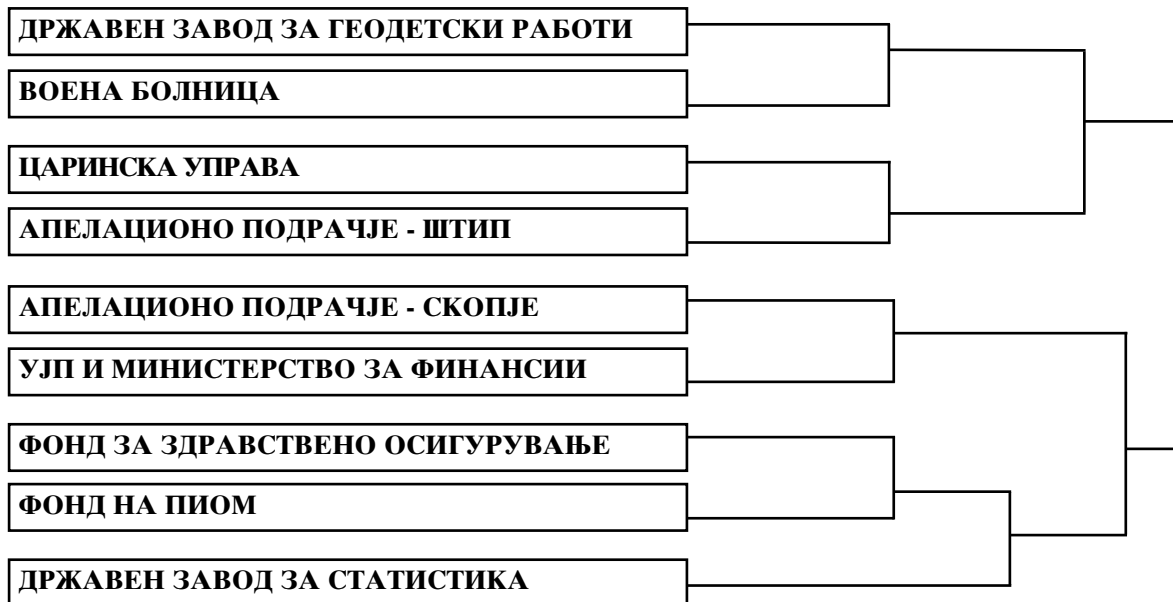 ДРЖАВЕН ЗАВОД ЗА ГЕОДЕТСКИ РАБОТИ
ВОЕНА БОЛНИЦА
ЦАРИНСКА УПРАВА
АПЕЛАЦИОНО ПОДРАЧЈЕ - ШТИП
АПЕЛАЦИОНО ПОДРАЧЈЕ - СКОПЈЕ
УЈП И МИНИСТЕРСТВО ЗА ФИНАНСИИ
ФОНД ЗА ЗДРАВСТВЕНО ОСИГУРУВАЊЕ
ФОНД НА ПИОМ
ДРЖАВЕН ЗАВОД ЗА СТАТИСТИКА